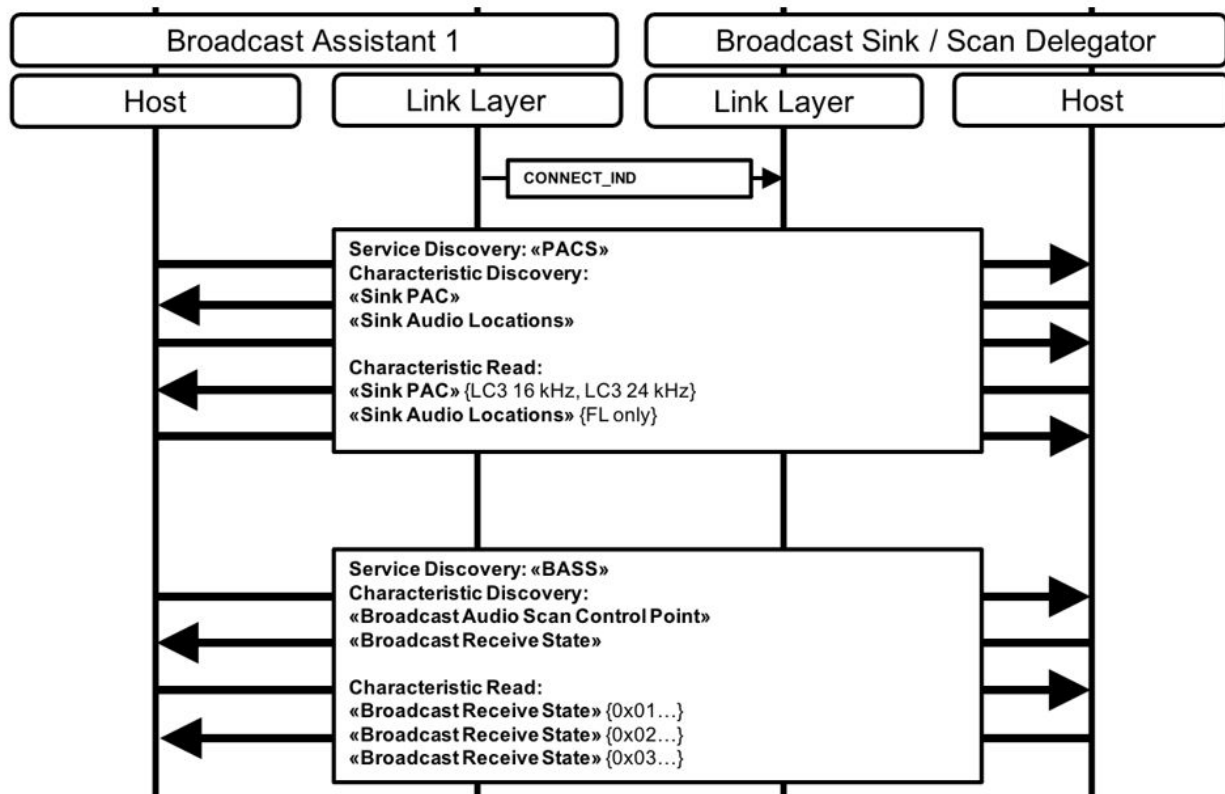 Broadcast Assistant 1
Broadcast Sink / Scan Delegator
Host
Link Layer
Link Layer
Host
CONNECT_IND
Service Discovery: «PACS»
Characteristic Discovery:
«Sink PAC»
«Sink Audio Locations»
Characteristic Read:
«Sink PAC» {LC3 16 kHz, LC3 24 kHz}
«Sink Audio Locations» {FL only}
Service Discovery: «BASS»
Characteristic Discovery:
«Broadcast Audio Scan Control Point»
«Broadcast Receive State»
Characteristic Read:
«Broadcast Receive State» {0x01…}
«Broadcast Receive State» {0x02…}
«Broadcast Receive State» {0x03…}